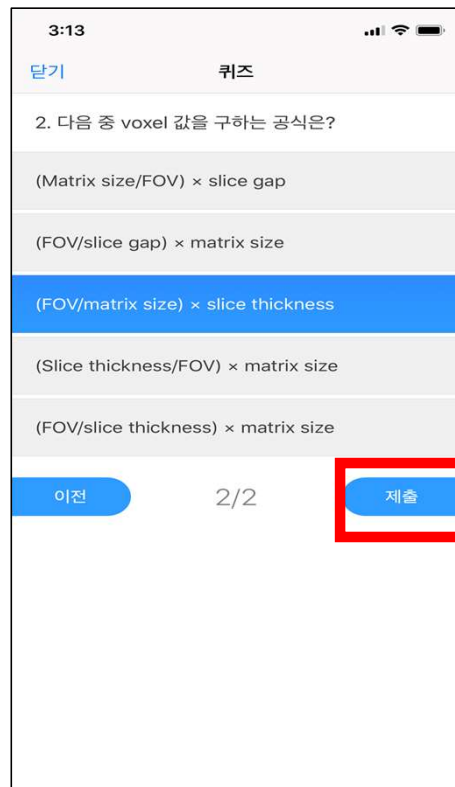 3:13
닫기
퀴즈
2. 다음 중 voxel 값을 구하는 공식은?
(Matrix size/FOV) × slice gap
(FOV/slice gap) × matrix size
(FOV/matrix size) × slice thickness
(Slice thickness/FOV) × matrix size
(FOV/slice thickness) × matrix size
이전
2/2
제출